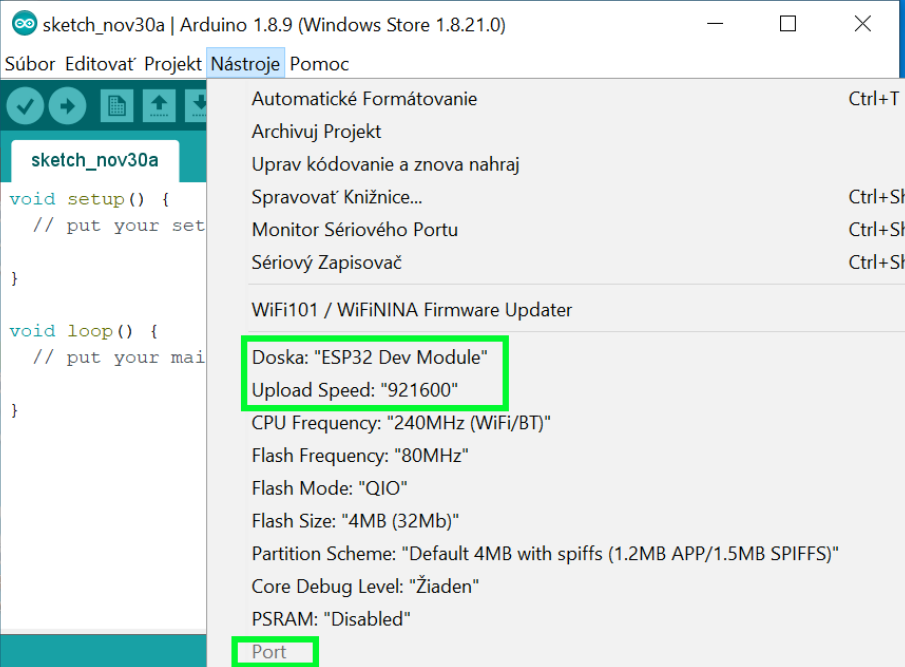 sketch_nov30a | Arduino 1.8.9 (Windows Store 1.8.21.0)
Súbor Editovať Projekt Nástroje Pomoc
sketch_nov30a
void setup() {
// put your set
}
void loop() {
// put your mai
}
Automatické Formátovanie Ctrl+T
Archivuj Projekt
Uprav kódovanie a znova nahraj
Spravovať Knižnice... Ctrl+Sh
Monitor Sériového Portu Ctrl+Sh
Sériový Zapisovač Ctrl+Sh
WiFi101 / WiFiNINA Firmware Updater
Doska: "ESP32 Dev Module"
Upload Speed: "921600"
CPU Frequency: "240MHz (WiFi/BT)"
Flash Frequency: "80MHz"
Flash Mode: "QIO"
Flash Size: "4MB (32Mb)"
Partition Scheme: "Default 4MB with spiffs (1.2MB APP/1.5MB SPIFFS)"
Core Debug Level: "Žiaden"
PSRAM: "Disabled"
Port